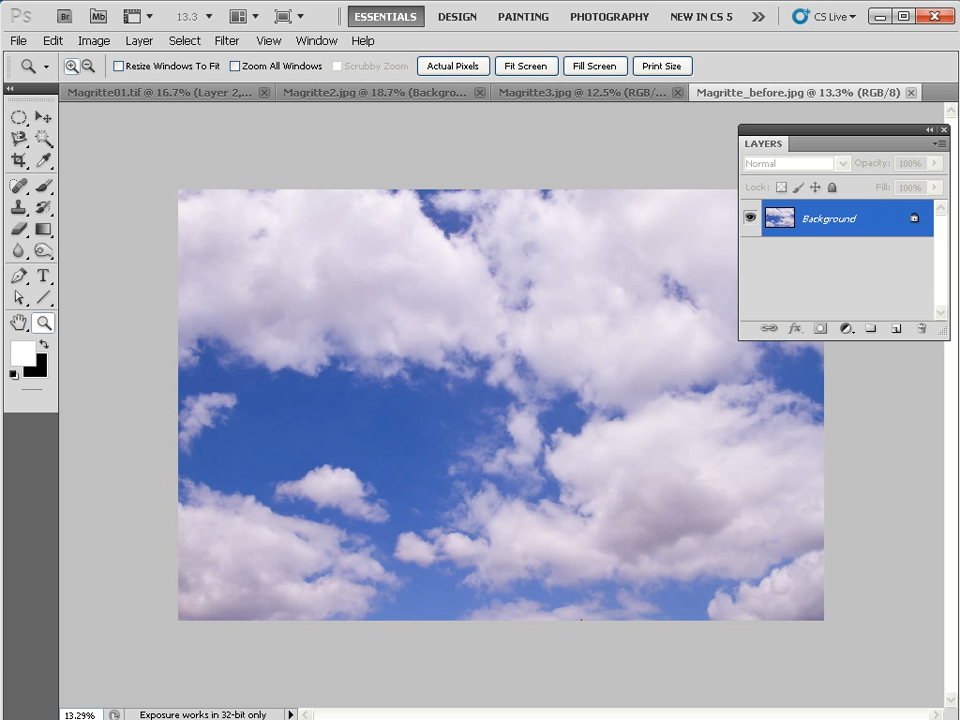 Ps Br Mb 13.3 ESSENTIALS DESIGN PAINTING PHOTOGRAPHY NEW IN CS 5 CS Live
File Edit Image Layer Select Filter View Window Help
Resize Windows To Fit Zoom All Windows Scrubby Zoom Actual Pixels Fit Screen Fill Screen Print Size
Magritte01.tif @ 16.7% (Layer 2,... Magritte2.jpg @ 18.7% (Backgro... Magritte3.jpg @ 12.5% (RGB/... Magritte_before.jpg @ 13.3% (RGB/8)
LAYERS
Normal Opacity: 100%
Lock: Fill: 100%
Background
T
fx.
13.29% Exposure works in 32-bit only